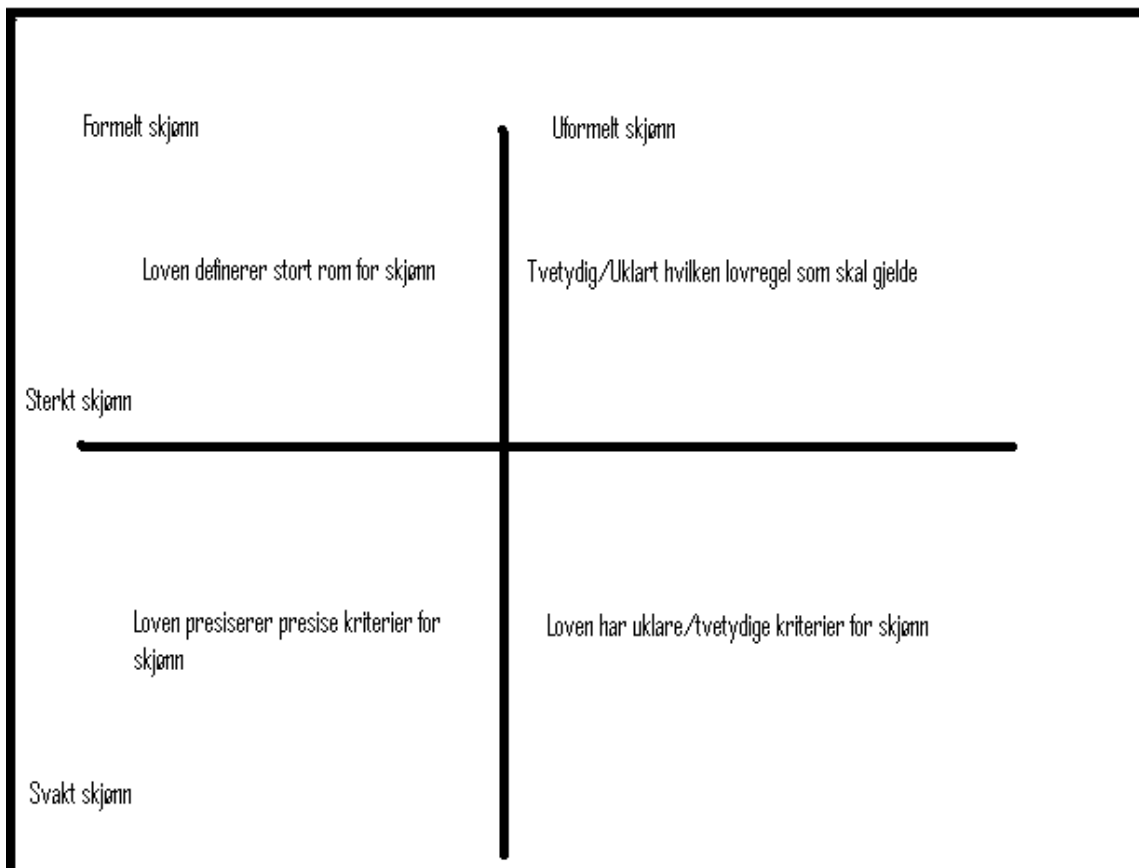 Formelt skjønn
Uformelt skjønn
Loven definerer stort rom for skjønn
Tvetydig/Uklart hvilken lovregel som skal gjelde
Sterkt skjønn
Loven presiserer presise kriterier for
skjønn
Loven har uklare/tvetydige kriterier for skjønn
Svakt skjønn